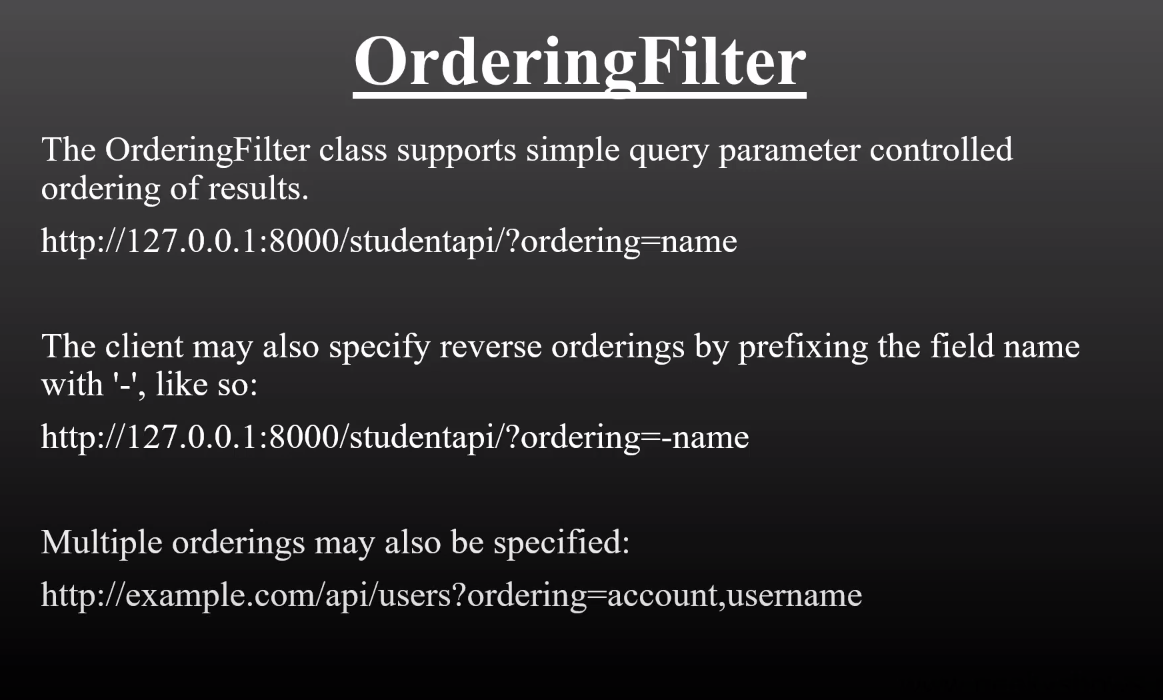 OrderingFilter
The OrderingFilter class supports simple query parameter controlled
ordering of results.
http://127.0.0.1:8000/studentapi/?ordering=name
The client may also specify reverse orderings by prefixing the field name
with '-', like so:
http://127.0.0.1:8000/studentapi/?ordering=-name
Multiple orderings may also be specified:
http://example.com/api/users?ordering=account,username